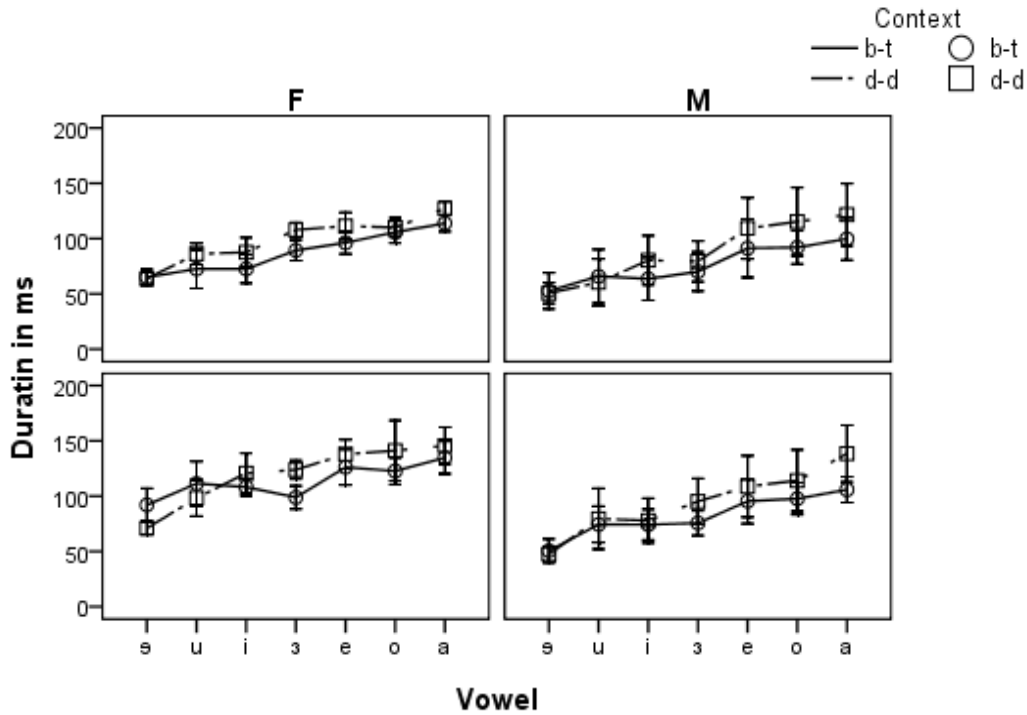 Context
b-t b-t
d-d d-d
F M
200
150
100
50
0
200
150
100
50
0
Duratin in ms
ɘ u i ɜ e o a ɘ u i ɜ e o a
Vowel